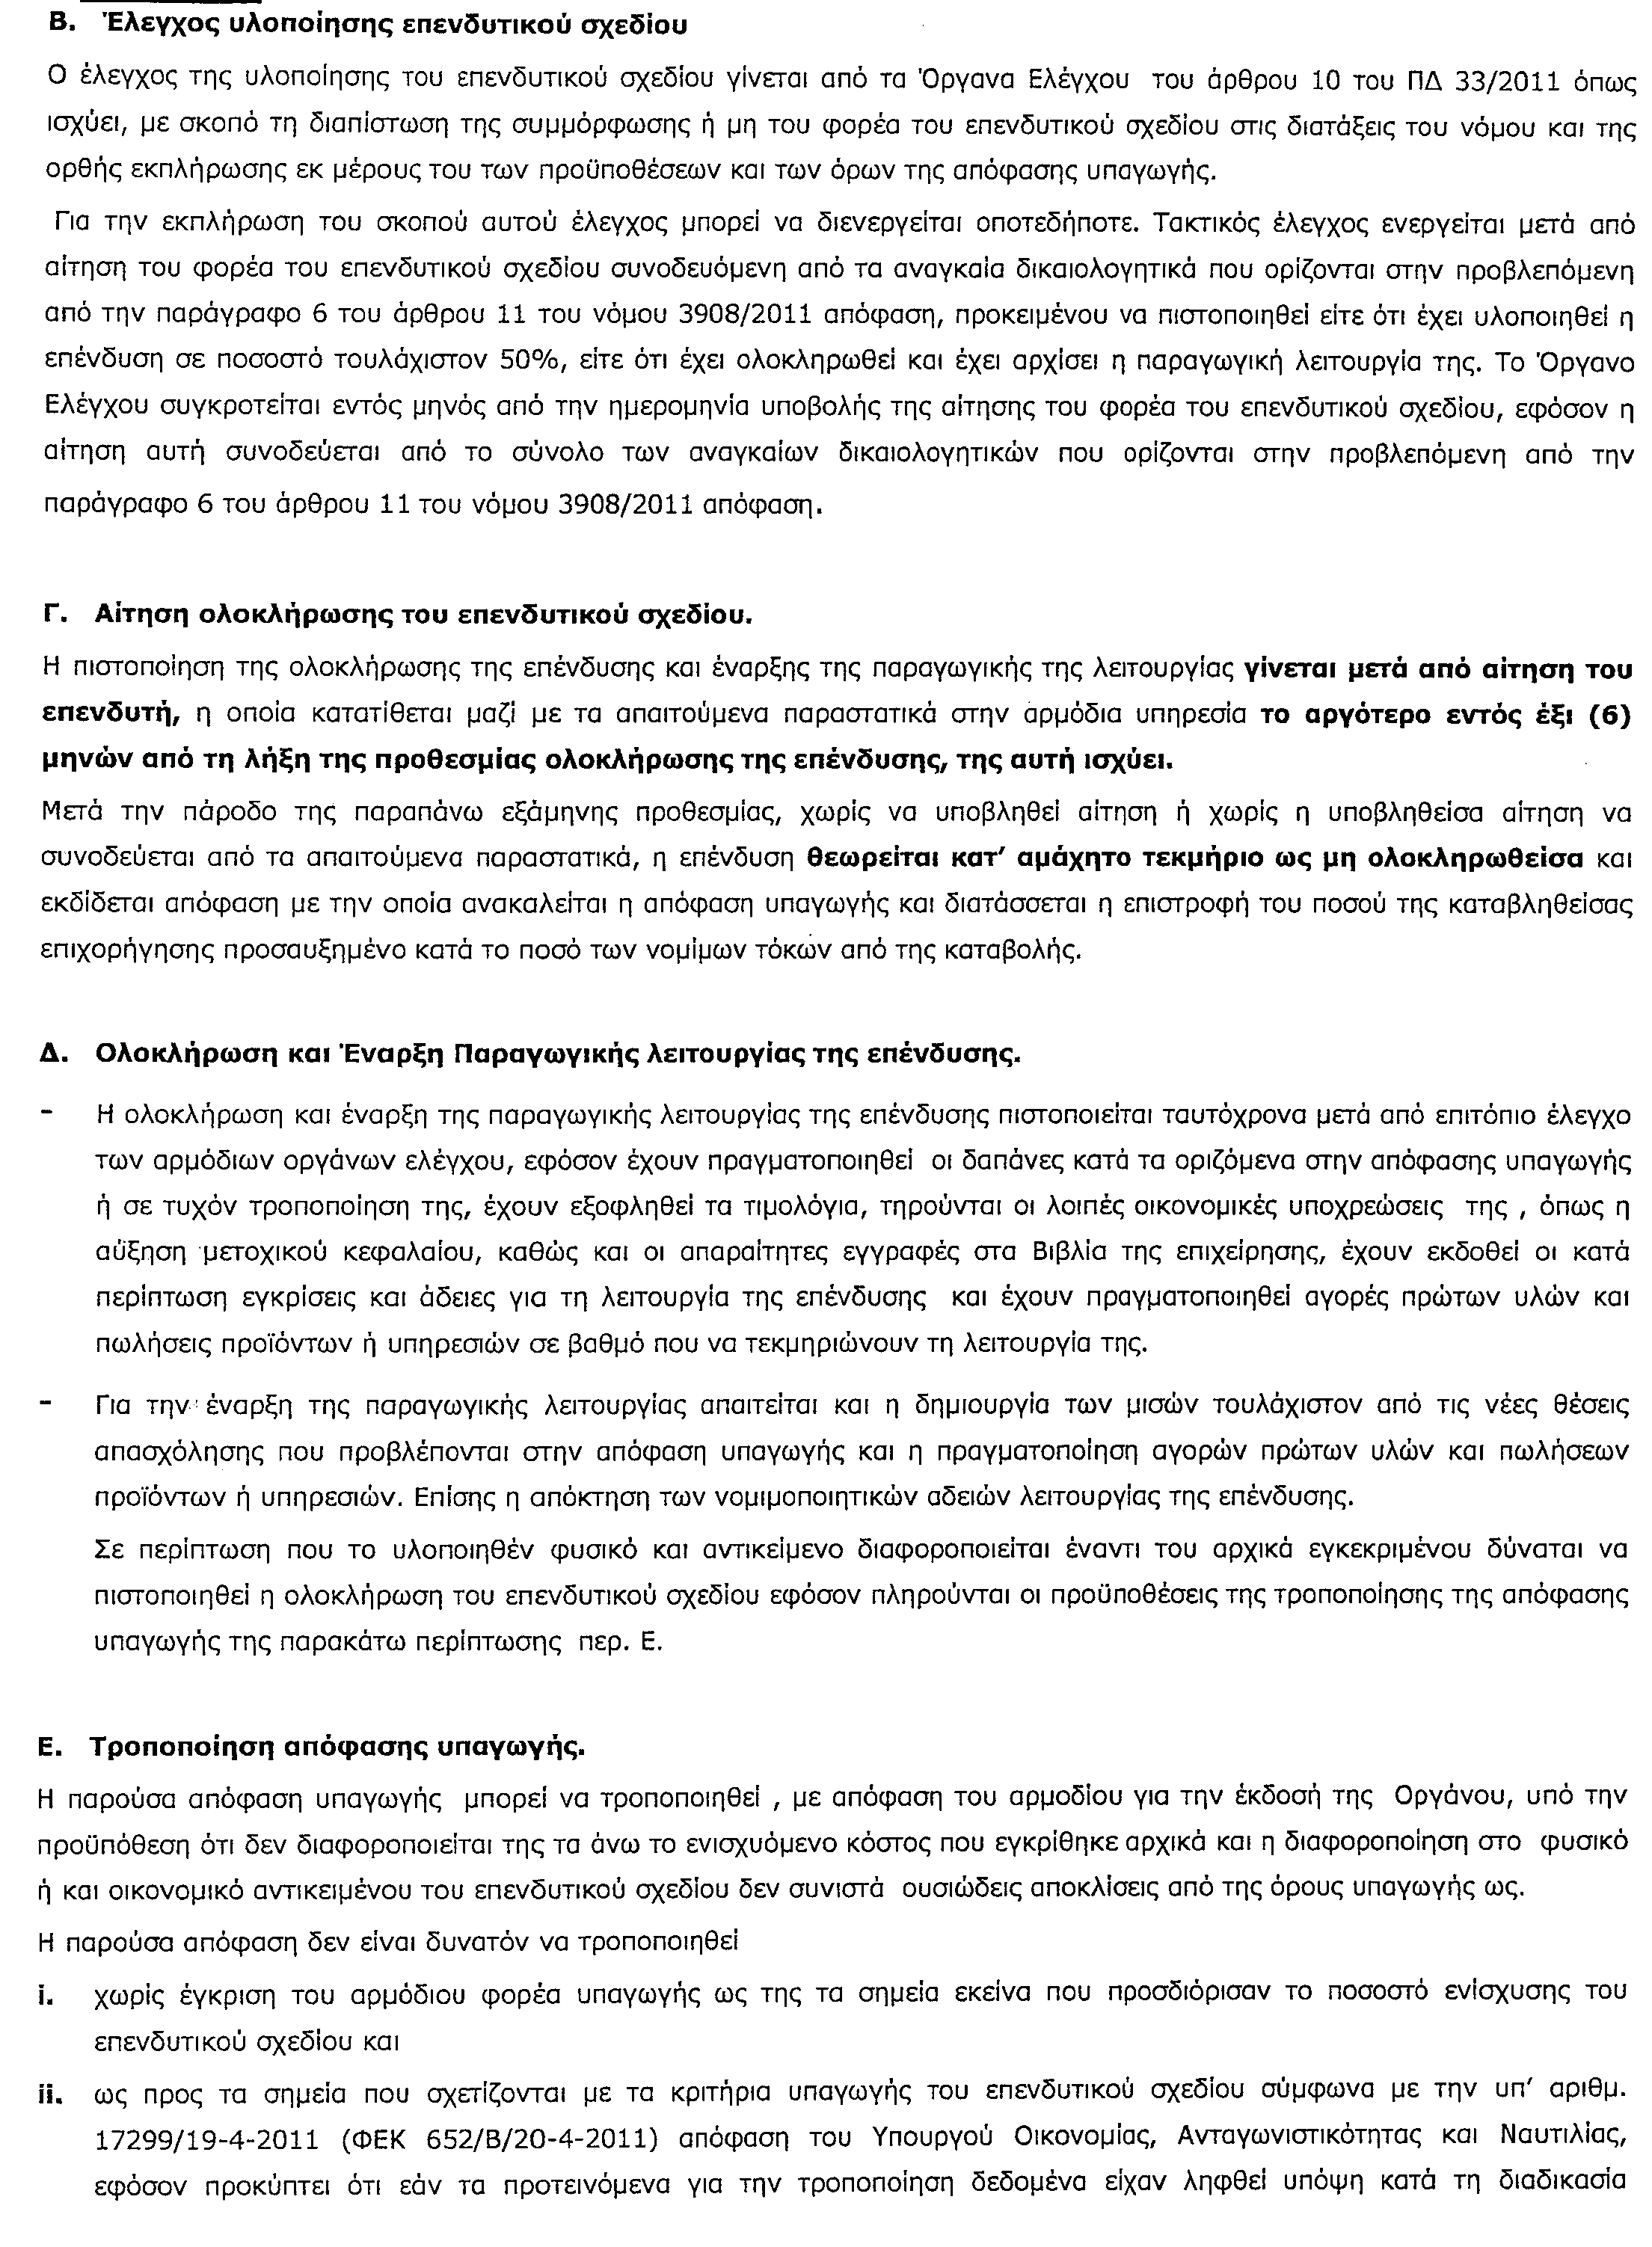 Β. Έλεγχος υλοποίησης επενδυτικού σχεδίου
Ο έλεγχος της υλοποίησης του επενδυτικού σχεδίου γίνεται από τα Όργανα Ελέγχου του άρθρου 10 του ΠΔ 33/2011 όπως
ισχύει, με σκοπό τη διαπίστωση της συμμόρφωσης ή μη του φορέα του επενδυτικού σχεδίου στις διατάξεις του νόμου και της
ορθής εκπλήρωσης εκ μέρους του των προϋποθέσεων και των όρων της απόφασης υπαγωγής.
Για την εκπλήρωση του σκοπού αυτού έλεγχος μπορεί να διενεργείται οποτεδήποτε. Τακτικός έλεγχος ενεργείται μετά από
αίτηση του φορέα του επενδυτικού σχεδίου συνοδευόμενη από τα αναγκαία δικαιολογητικά που ορίζονται στην προβλεπόμενη
από την παράγραφο 6 του άρθρου 11 του νόμου 3908/2011 απόφαση, προκειμένου να πιστοποιηθεί είτε ότι έχει υλοποιηθεί η
επένδυση σε ποσοστό τουλάχιστον 50%, είτε ότι έχει ολοκληρωθεί και έχει αρχίσει η παραγωγική λειτουργία της. Το Όργανο
Ελέγχου συγκροτείται εντός μηνός από την ημερομηνία υποβολής της αίτησης του φορέα του επενδυτικού σχεδίου, εφόσον η
αίτηση αυτή συνοδεύεται από το σύνολο των αναγκαίων δικαιολογητικών που ορίζονται στην προβλεπόμενη από την
παράγραφο 6 του άρθρου 11 του νόμου 3908/2011 απόφαση.
Γ. Αίτηση ολοκλήρωσης του επενδυτικού σχεδίου.
Η πιστοποίηση της ολοκλήρωσης της επένδυσης και έναρξης της παραγωγικής της λειτουργίας γίνεται μετά από αίτηση του
επενδυτή, η οποία κατατίθεται μαζί με τα απαιτούμενα παραστατικά στην αρμόδια υπηρεσία το αργότερο εντός έξι (6)
μηνών από τη λήξη της προθεσμίας ολοκλήρωσης της επένδυσης, της αυτή ισχύει.
Μετά την πάροδο της παραπάνω εξάμηνης προθεσμίας, χωρίς να υποβληθεί αίτηση ή χωρίς η υποβληθείσα αίτηση να
συνοδεύεται από τα απαιτούμενα παραστατικά, η επένδυση θεωρείται κατ’ αμάχητο τεκμήριο ως μη ολοκληρωθείσα και
εκδίδεται απόφαση με την οποία ανακαλείται η απόφαση υπαγωγής και διατάσσεται η επιστροφή του ποσού της καταβληθείσας
επιχορήγησης προσαυξημένο κατά το ποσό των νομίμων τόκων από της καταβολής.
Δ. Ολοκλήρωση και Έναρξη Παραγωγικής λειτουργίας της επένδυσης.
- Η ολοκλήρωση και έναρξη της παραγωγικής λειτουργίας της επένδυσης πιστοποιείται ταυτόχρονα μετά από επιτόπιο έλεγχο
των αρμόδιων οργάνων ελέγχου, εφόσον έχουν πραγματοποιηθεί οι δαπάνες κατά τα οριζόμενα στην απόφασης υπαγωγής
ή σε τυχόν τροποποίηση της, έχουν εξοφληθεί τα τιμολόγια, τηρούνται οι λοιπές οικονομικές υποχρεώσεις της , όπως η
αύξηση μετοχικού κεφαλαίου, καθώς και οι απαραίτητες εγγραφές στα Βιβλία της επιχείρησης, έχουν εκδοθεί οι κατά
περίπτωση εγκρίσεις και άδειες για τη λειτουργία της επένδυσης και έχουν πραγματοποιηθεί αγορές πρώτων υλών και
πωλήσεις προϊόντων ή υπηρεσιών σε βαθμό που να τεκμηριώνουν τη λειτουργία της.
- Για την έναρξη της παραγωγικής λειτουργίας απαιτείται και η δημιουργία των μισών τουλάχιστον από τις νέες θέσεις
απασχόλησης που προβλέπονται στην απόφαση υπαγωγής και η πραγματοποίηση αγορών πρώτων υλών και πωλήσεων
προϊόντων ή υπηρεσιών. Επίσης η απόκτηση των νομιμοποιητικών αδειών λειτουργίας της επένδυσης.
Σε περίπτωση που το υλοποιηθέν φυσικό και αντικείμενο διαφοροποιείται έναντι του αρχικά εγκεκριμένου δύναται να
πιστοποιηθεί η ολοκλήρωση του επενδυτικού σχεδίου εφόσον πληρούνται οι προϋποθέσεις της τροποποίησης της απόφασης
υπαγωγής της παρακάτω περίπτωσης περ. Ε.
Ε. Τροποποίηση απόφασης υπαγωγής.
Η παρούσα απόφαση υπαγωγής μπορεί να τροποποιηθεί , με απόφαση του αρμοδίου για την έκδοσή της Οργάνου, υπό την
προϋπόθεση ότι δεν διαφοροποιείται της τα άνω το ενισχυόμενο κόστος που εγκρίθηκε αρχικά και η διαφοροποίηση στο φυσικό
ή και οικονομικό αντικειμένου του επενδυτικού σχεδίου δεν συνιστά ουσιώδεις αποκλίσεις από της όρους υπαγωγής ως.
Η παρούσα απόφαση δεν είναι δυνατόν να τροποποιηθεί
i. χωρίς έγκριση του αρμόδιου φορέα υπαγωγής ως της τα σημεία εκείνα που προσδιόρισαν το ποσοστό ενίσχυσης του
επενδυτικού σχεδίου και
ii. ως προς τα σημεία που σχετίζονται με τα κριτήρια υπαγωγής του επενδυτικού σχεδίου σύμφωνα με την υπ’ αριθμ.
17299/19-4-2011 (ΦΕΚ 652/Β/20-4-2011) απόφαση του Υπουργού Οικονομίας, Ανταγωνιστικότητας και Ναυτιλίας,
εφόσον προκύπτει ότι εάν τα προτεινόμενα για την τροποποίηση δεδομένα είχαν ληφθεί υπόψη κατά τη διαδικασία